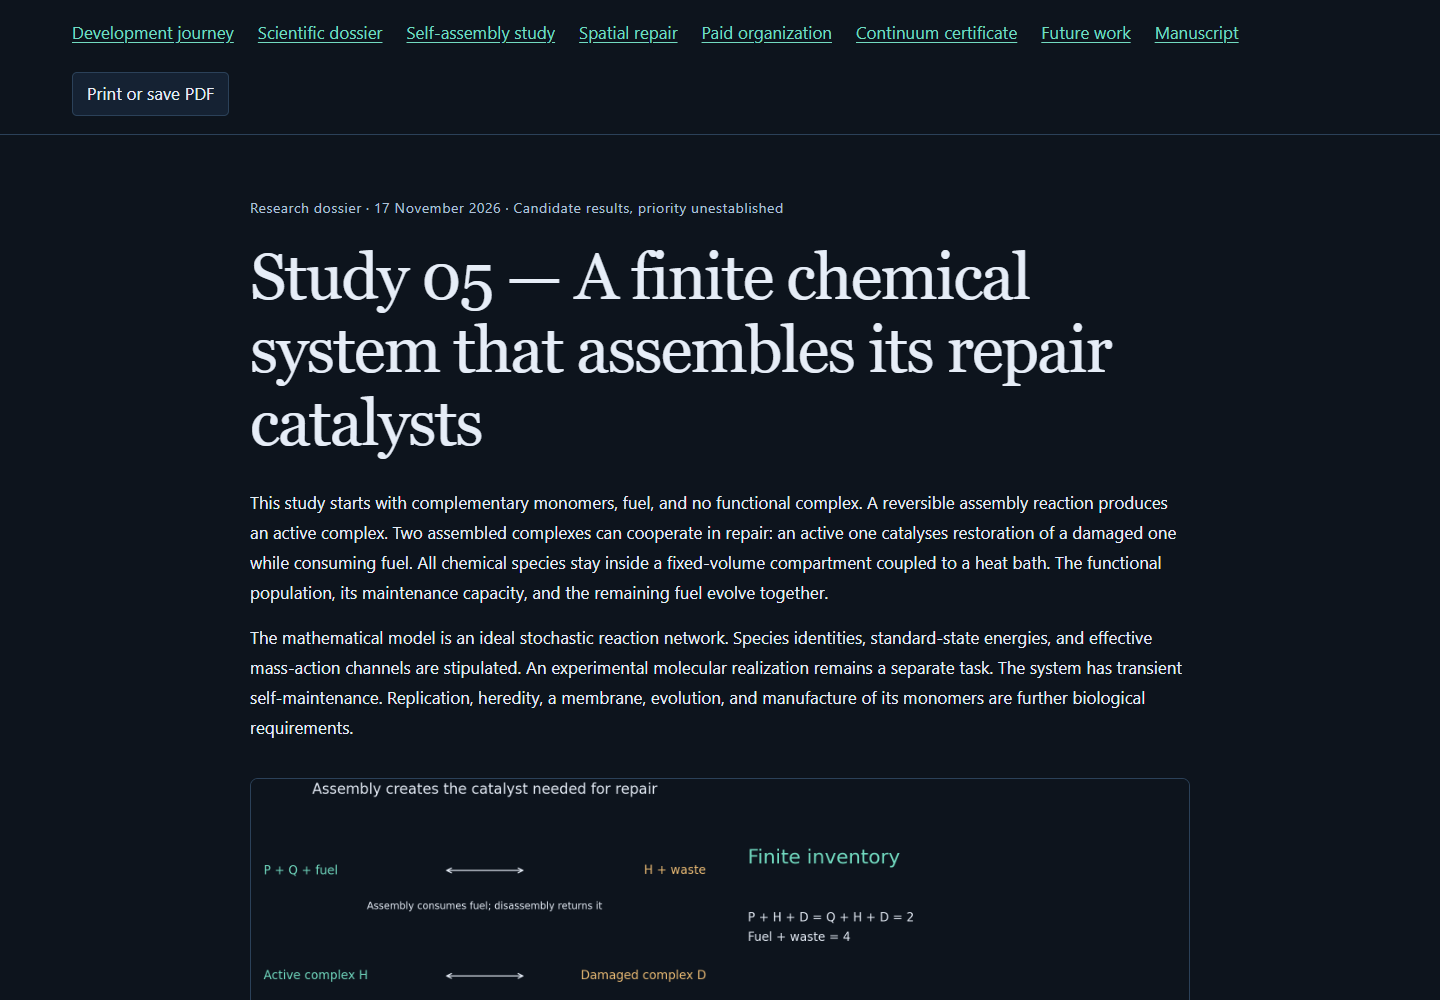 Development journey Scientific dossier Self-assembly study Spatial repair Paid organization Continuum certificate Future work Manuscript
Print or save PDF
Research dossier · 17 November 2026 · Candidate results, priority unestablished
Study 05 — A finite chemical
system that assembles its repair
catalysts
This study starts with complementary monomers, fuel, and no functional complex. A reversible assembly reaction produces
an active complex. Two assembled complexes can cooperate in repair: an active one catalyses restoration of a damaged one
while consuming fuel. All chemical species stay inside a fixed-volume compartment coupled to a heat bath. The functional
population, its maintenance capacity, and the remaining fuel evolve together.
The mathematical model is an ideal stochastic reaction network. Species identities, standard-state energies, and effective
mass-action channels are stipulated. An experimental molecular realization remains a separate task. The system has transient
self-maintenance. Replication, heredity, a membrane, evolution, and manufacture of its monomers are further biological
requirements.
Assembly creates the catalyst needed for repair
P + Q + fuel
H + waste
Assembly consumes fuel; disassembly returns it
Active complex H
Damaged complex D
Finite inventory
P + H + D = Q + H + D = 2
Fuel + waste = 4